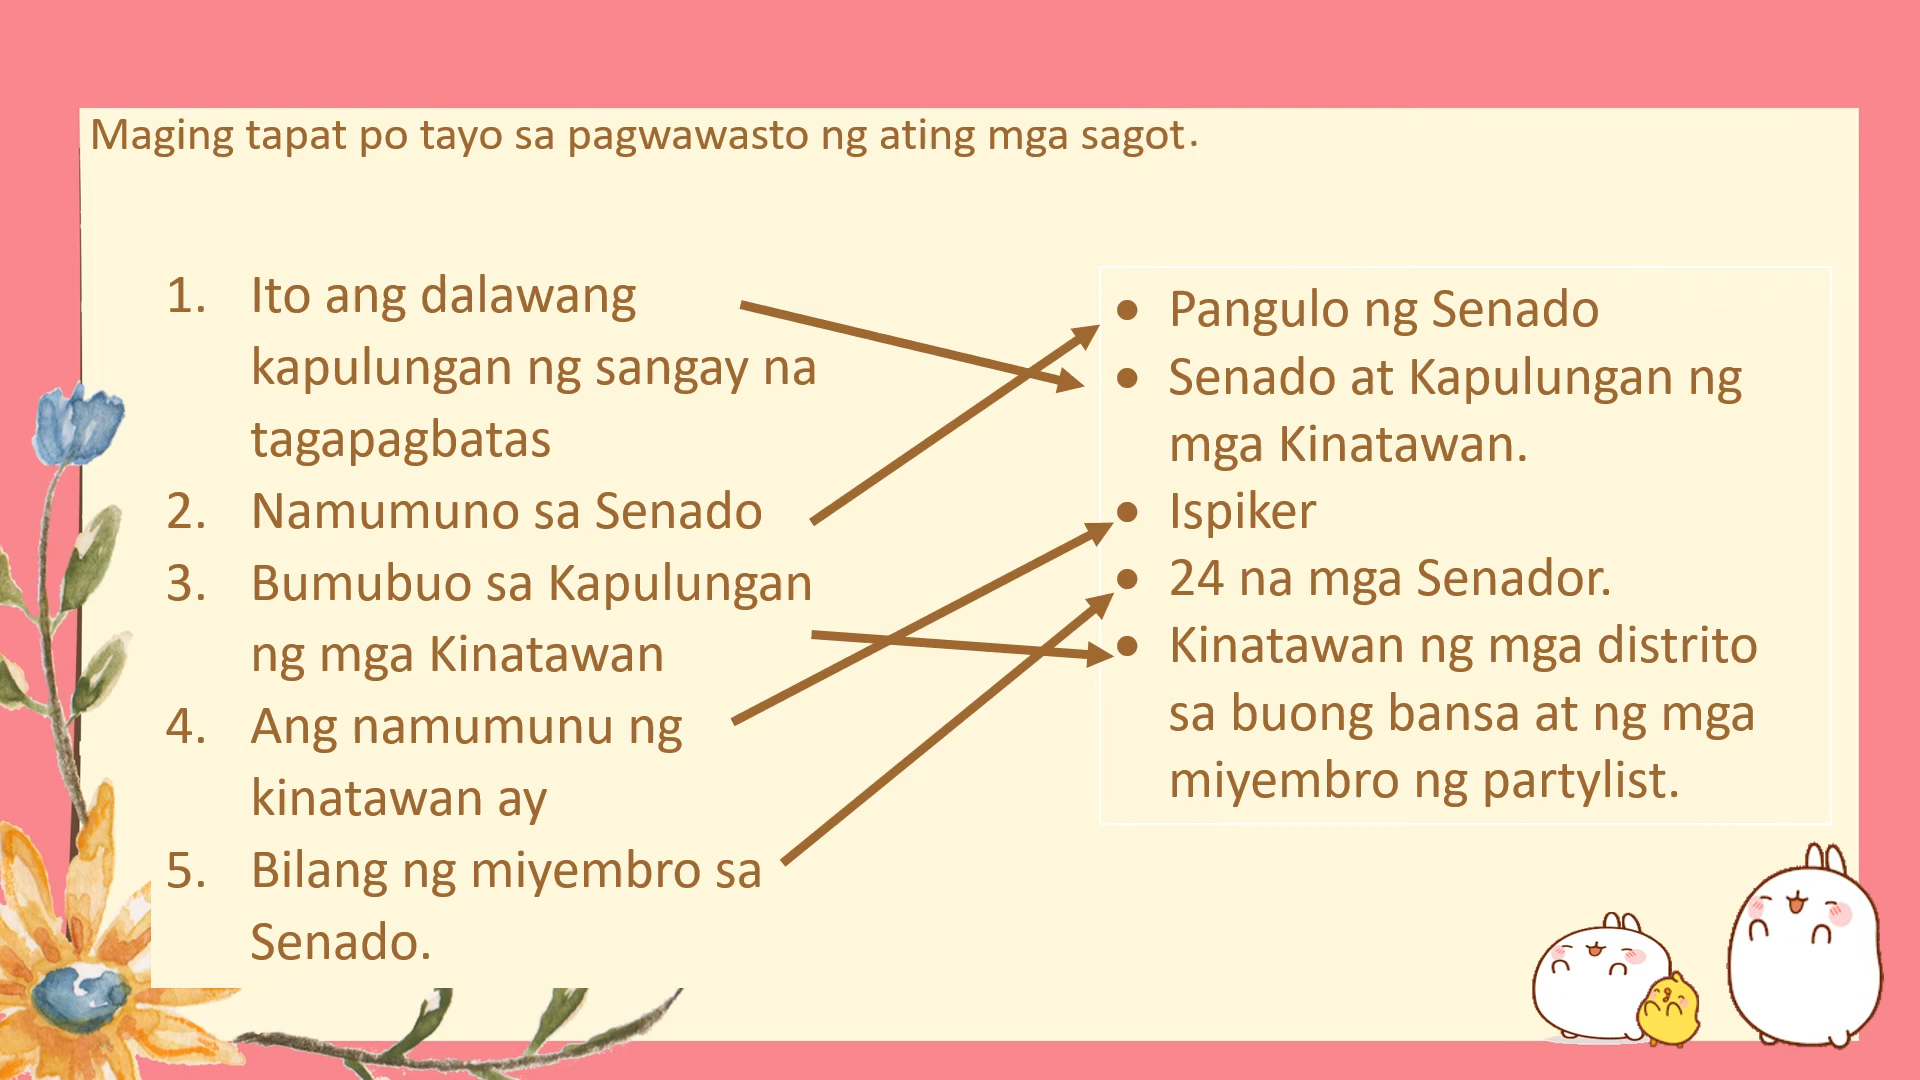 Maging tapat po tayo sa pagwawasto ng ating mga sagot.
1. Ito ang dalawang
kapulungan ng sangay na
tagapagbatas
2. Namumuno sa Senado
3. Bumubuo sa Kapulungan
ng mga Kinatawan
4. Ang namumunu ng
kinatawan ay
5. Bilang ng miyembro sa
Senado.
• Pangulo ng Senado
• Senado at Kapulungan ng
mga Kinatawan.
• Ispiker
• 24 na mga Senador.
• Kinatawan ng mga distrito
sa buong bansa at ng mga
miyembro ng partylist.